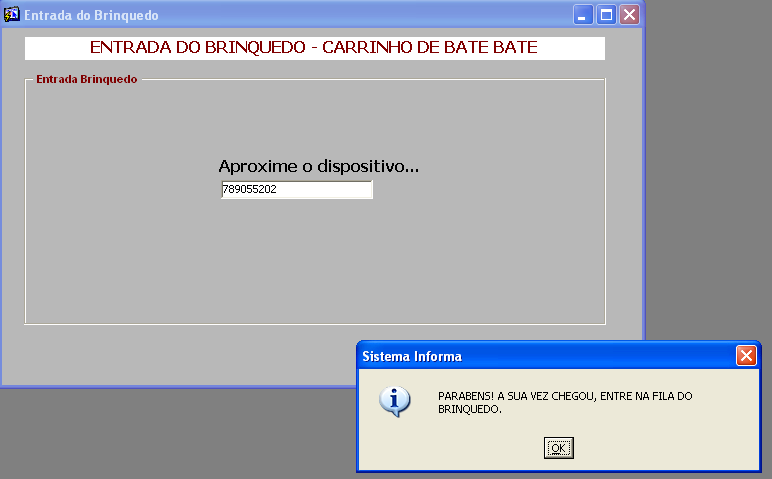 Entrada do Brinquedo
ENTRADA DO BRINQUEDO - CARRINHO DE BATE BATE
Entrada Brinquedo
Aproxime o dispositivo...
789055202
Sistema Informa
PARABENS! A SUA VEZ CHEGOU, ENTRE NA FILA DO
BRINQUEDO.
OK